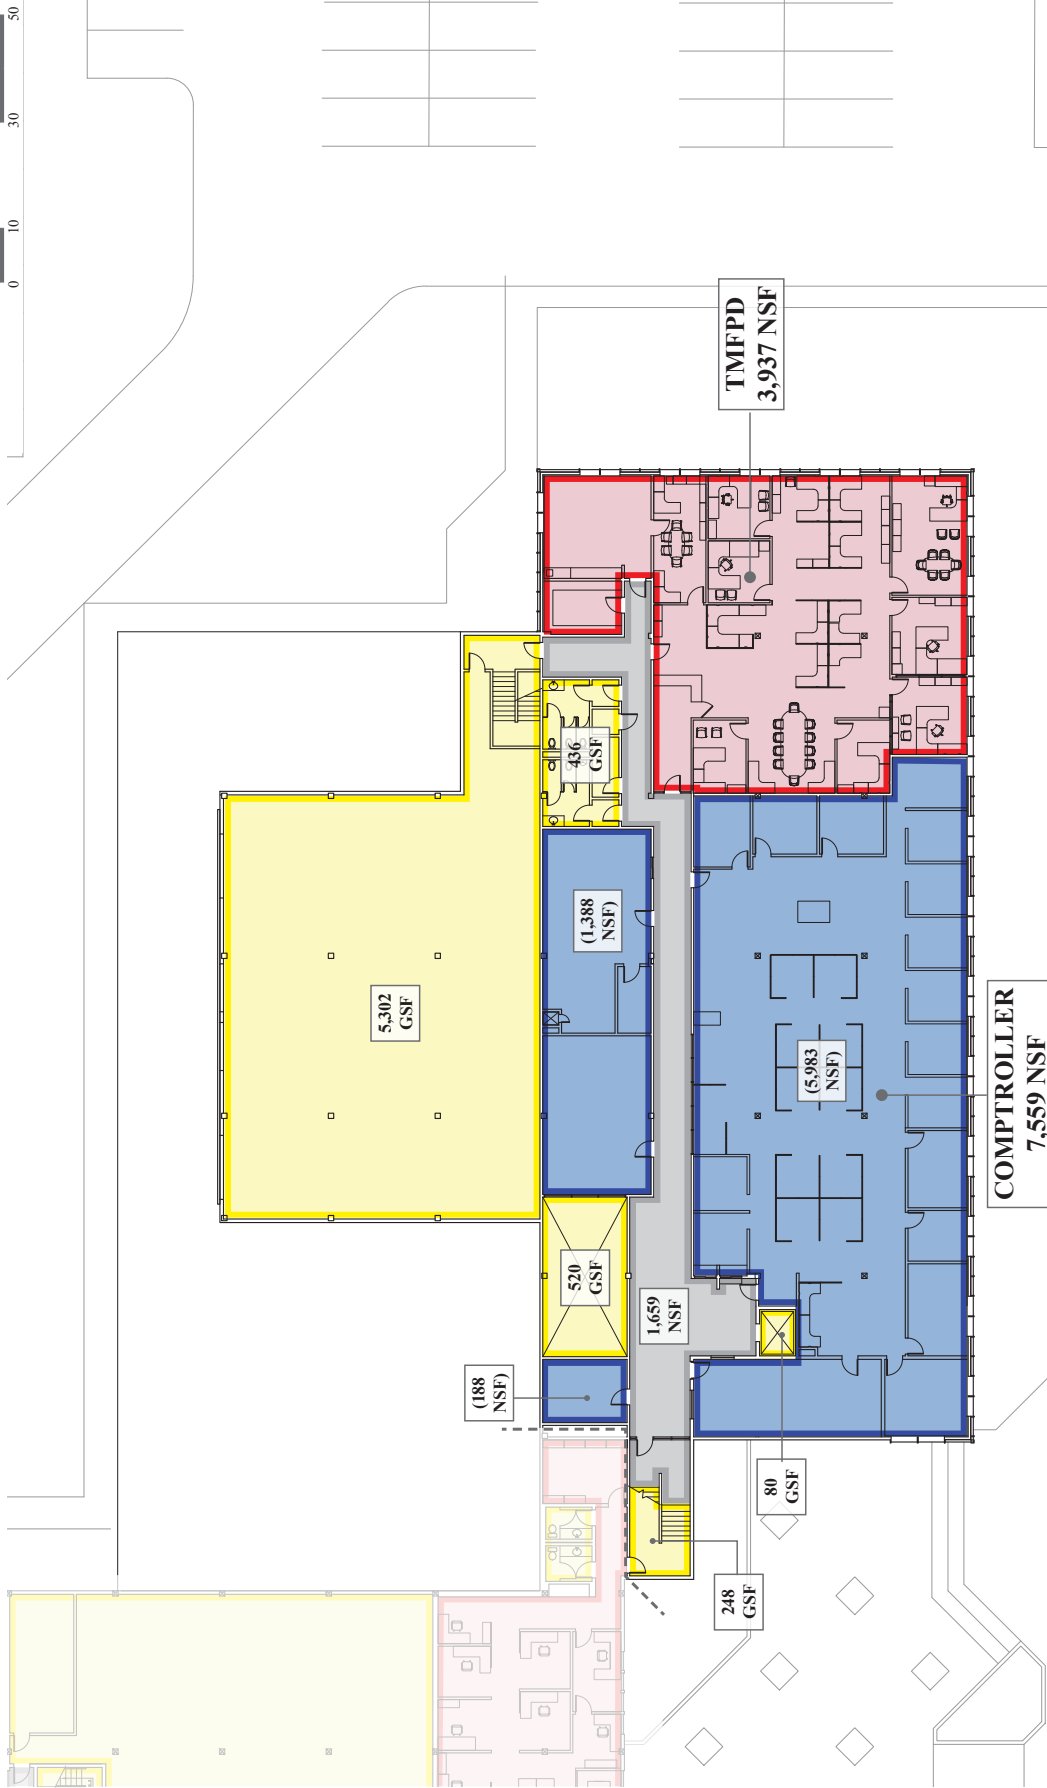 0
10
30
50
TMFPD
3,937 NSF
436
GSF
(1,388
NSF)
5,302
GSF
(5,983
NSF)
COMPTROLLER
7,559 NSF
520
GSF
1,659
NSF
(188
NSF)
80
GSF
248
GSF